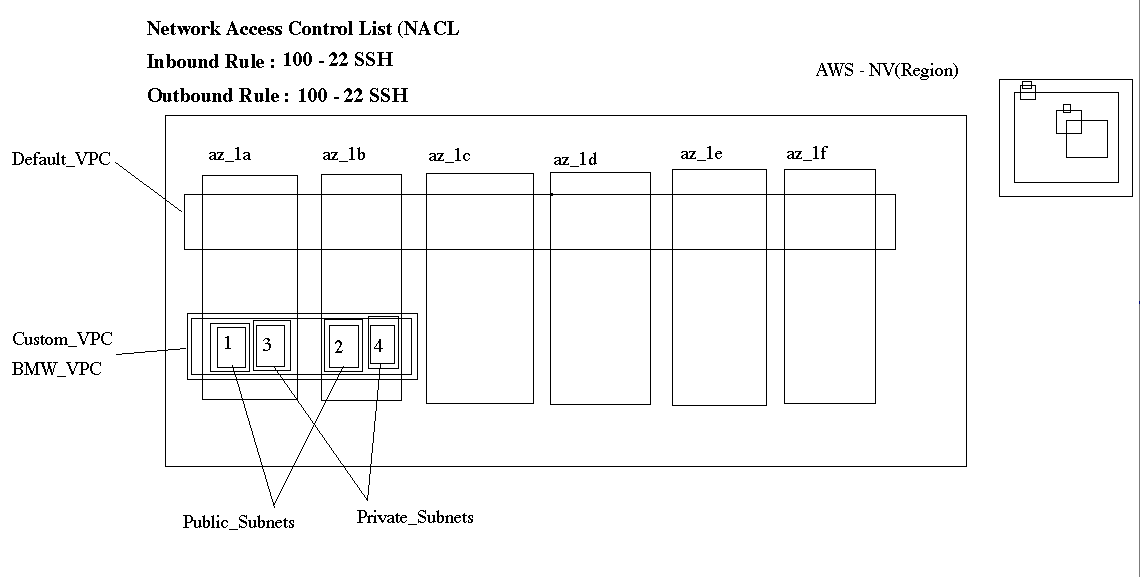 Network Access Control List (NACL
Inbound Rule : 100 - 22 SSH
AWS - NV(Region)
Outbound Rule : 100 - 22 SSH
Default_VPC
az_1a az_1b az_1c az_1d az_1e az_1f
Custom_VPC
BMW_VPC
1 3 2 4
Public_Subnets
Private_Subnets